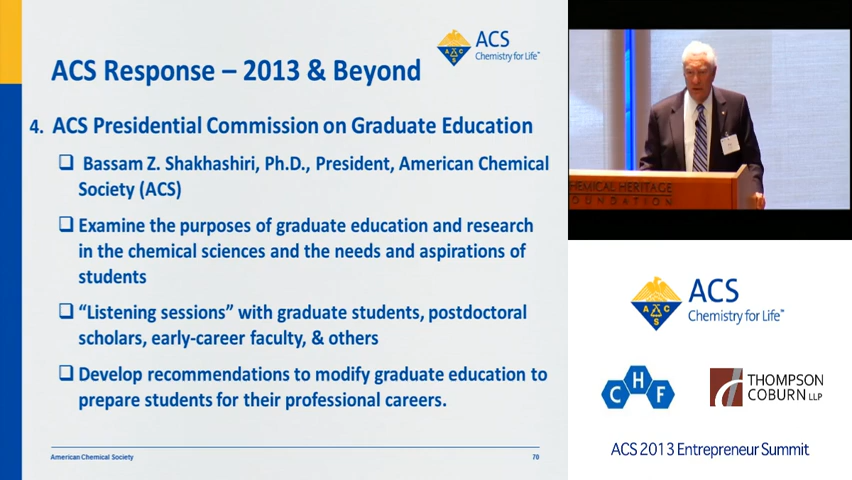 ACS Response – 2013 & Beyond
ACS
Chemistry for Life™
4. ACS Presidential Commission on Graduate Education
❑ Bassam Z. Shakhashiri, Ph.D., President, American Chemical
Society (ACS)
❑ Examine the purposes of graduate education and research
in the chemical sciences and the needs and aspirations of
students
❑ “Listening sessions” with graduate students, postdoctoral
scholars, early-career faculty, & others
❑ Develop recommendations to modify graduate education to
prepare students for their professional careers.
American Chemical Society
70
CHEMICAL HERITAGE
FOUNDATION
ACS
Chemistry for Life™
A C S
CHF
THOMPSON
COBURN LLP
ACS 2013 Entrepreneur Summit